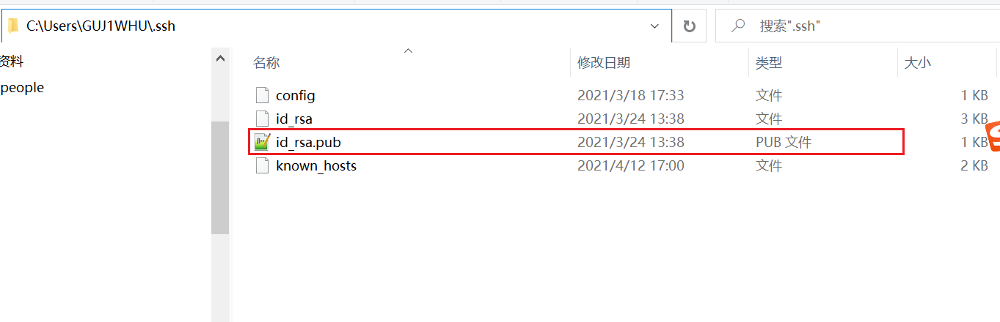 C:\Users\GUJ1WHU\.ssh 搜索".ssh"
资料
people
名称 修改日期 类型 大小
config 2021/3/18 17:33 文件 1 KB
id_rsa 2021/3/24 13:38 文件 3 KB
id_rsa.pub 2021/3/24 13:38 PUB 文件 1 KB
known_hosts 2021/4/12 17:00 文件 2 KB